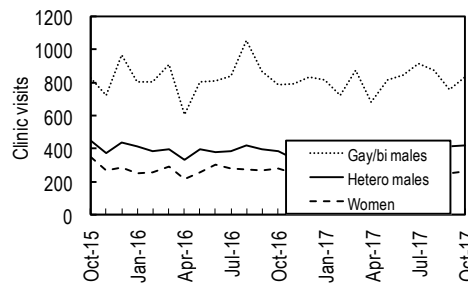 1200
1000
800
600
400
200
0
Clinic visits
Gay/bi males
Hetero males
Women
Oct-15
Jan-16
Apr-16
Jul-16
Oct-16
Jan-17
Apr-17
Jul-17
Oct-17